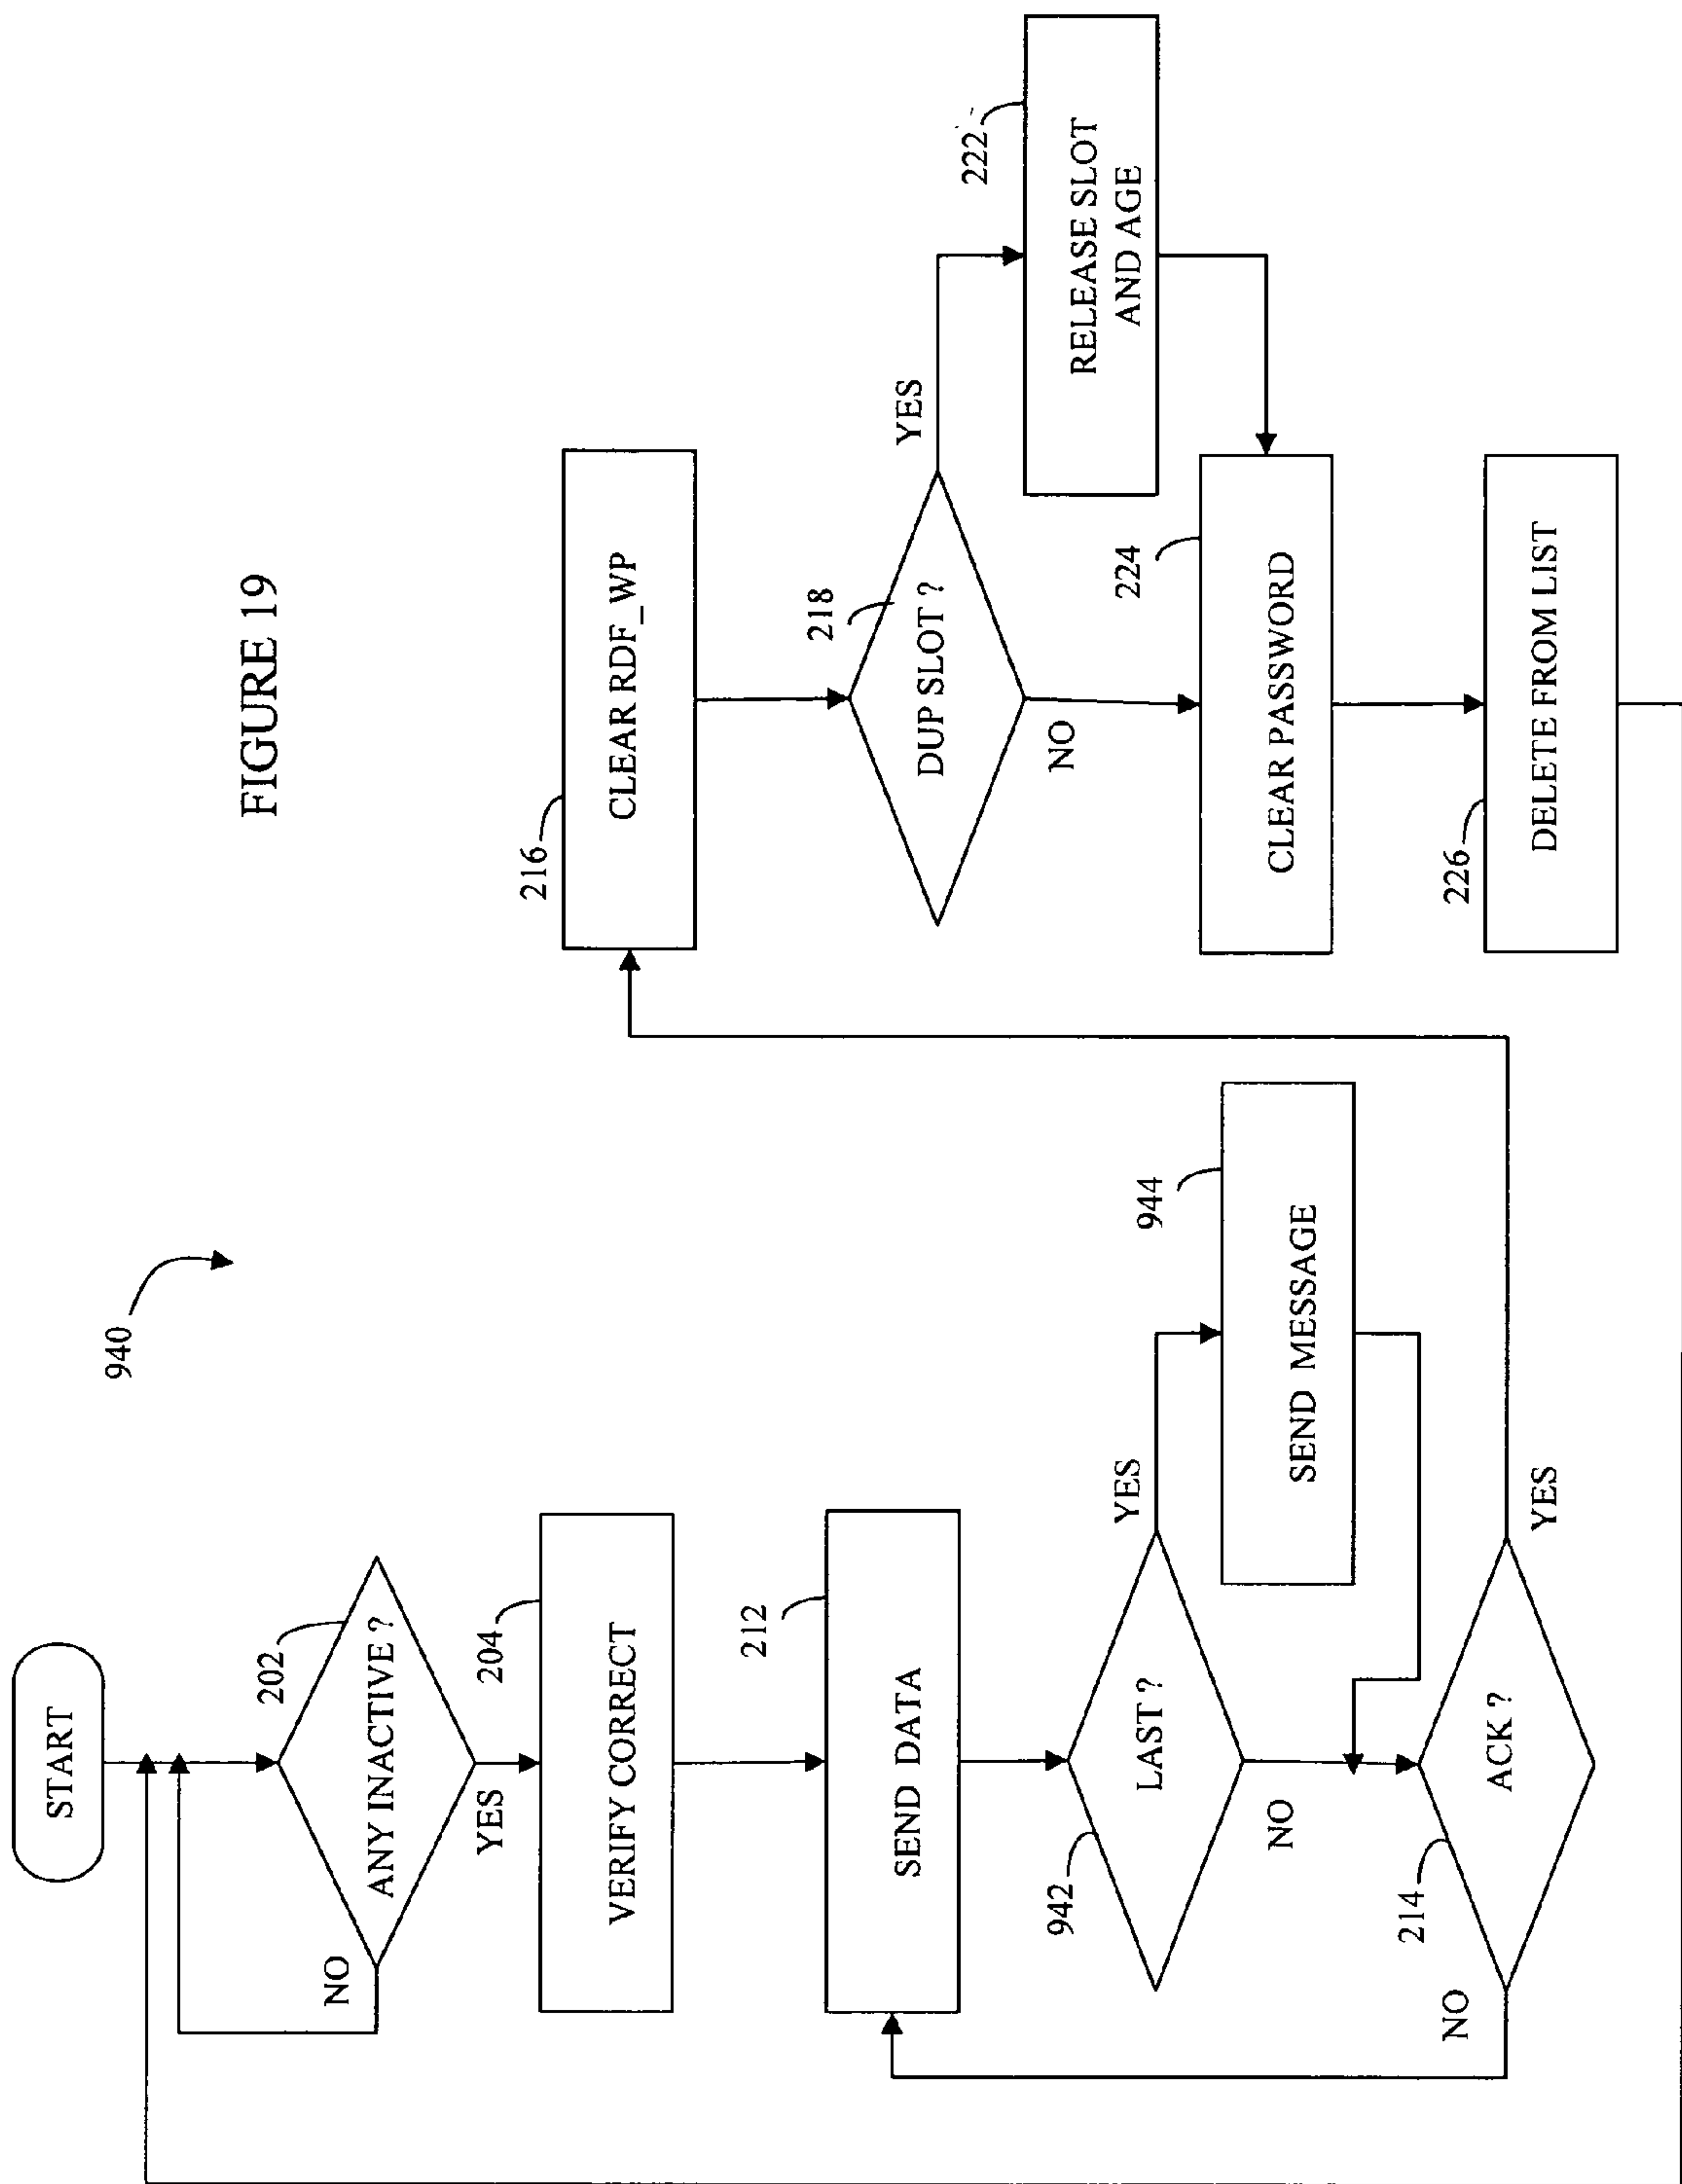 FIGURE 19
940
START
202
ANY INACTIVE ?
NO
YES
204
VERIFY CORRECT
212
SEND DATA
942
LAST ?
YES
NO
944
SEND MESSAGE
214
ACK ?
NO
YES
216
CLEAR RDF_WP
218
DUP SLOT ?
YES
NO
222
RELEASE SLOT
AND AGE
224
CLEAR PASSWORD
226
DELETE FROM LIST